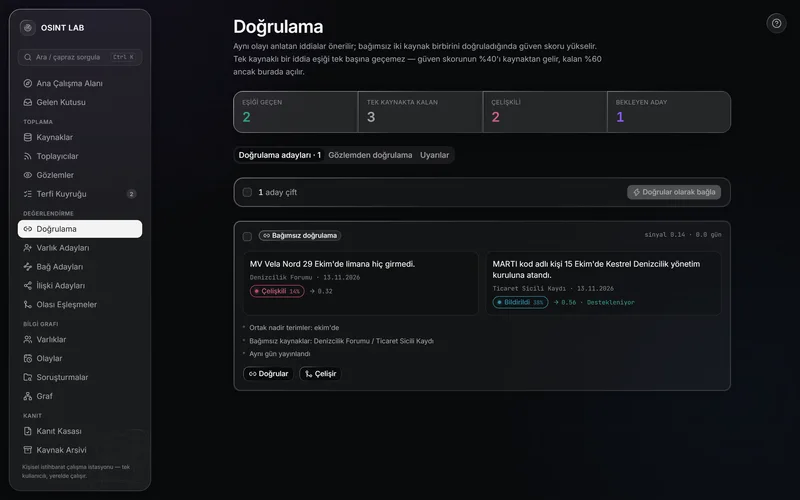 OSINT LAB
Ara / çapraz sorgula Ctrl K
Ana Çalışma Alanı
Gelen Kutusu
TOPLAMA
Kaynaklar
Toplayıcılar
Gözlemler
Terfi Kuyruğu 2
DEĞERLENDİRME
Doğrulama
Varlık Adayları
Bağ Adayları
İlişki Adayları
Olası Eşleşmeler
BİLGİ GRAFI
Varlıklar
Olaylar
Soruşturmalar
Graf
KANIT
Kanıt Kasası
Kaynak Arşivi
Kişisel istihbarat çalışma istasyonu — tek
kullanıcı, yerelde çalışır.
Doğrulama
Aynı olayı anlatan iddialar önerilir; bağımsız iki kaynak birbirini doğruladığında güven skoru yükselir.
Tek kaynaklı bir iddia eşiği tek başına geçemez — güven skorunun %40'ı kaynaktan gelir, kalan %60
ancak burada açılır.
EŞİĞİ GEÇEN
2
TEK KAYNAKTA KALAN
3
ÇELİŞKİLİ
2
BEKLEYEN ADAY
1
Doğrulama adayları · 1 Gözlemden doğrulama Uyarılar
1 aday çift
Doğrular olarak bağla
Bağımsız doğrulama
sinyal 0.14 · 0.0 gün
MV Vela Nord 29 Ekim'de limana hiç girmedi.
Denizcilik Forumu · 13.11.2026
Çelişkili 14% → 0.32
MARTI kod adlı kişi 15 Ekim'de Kestrel Denizcilik yönetim
kuruluna atandı.
Ticaret Sicili Kaydı · 13.11.2026
Bildirildi 35% → 0.56 · Destekleniyor
Ortak nadir terimler: ekim'de
Bağımsız kaynaklar: Denizcilik Forumu / Ticaret Sicili Kaydı
Aynı gün yayınlandı
Doğrular
Çelişir